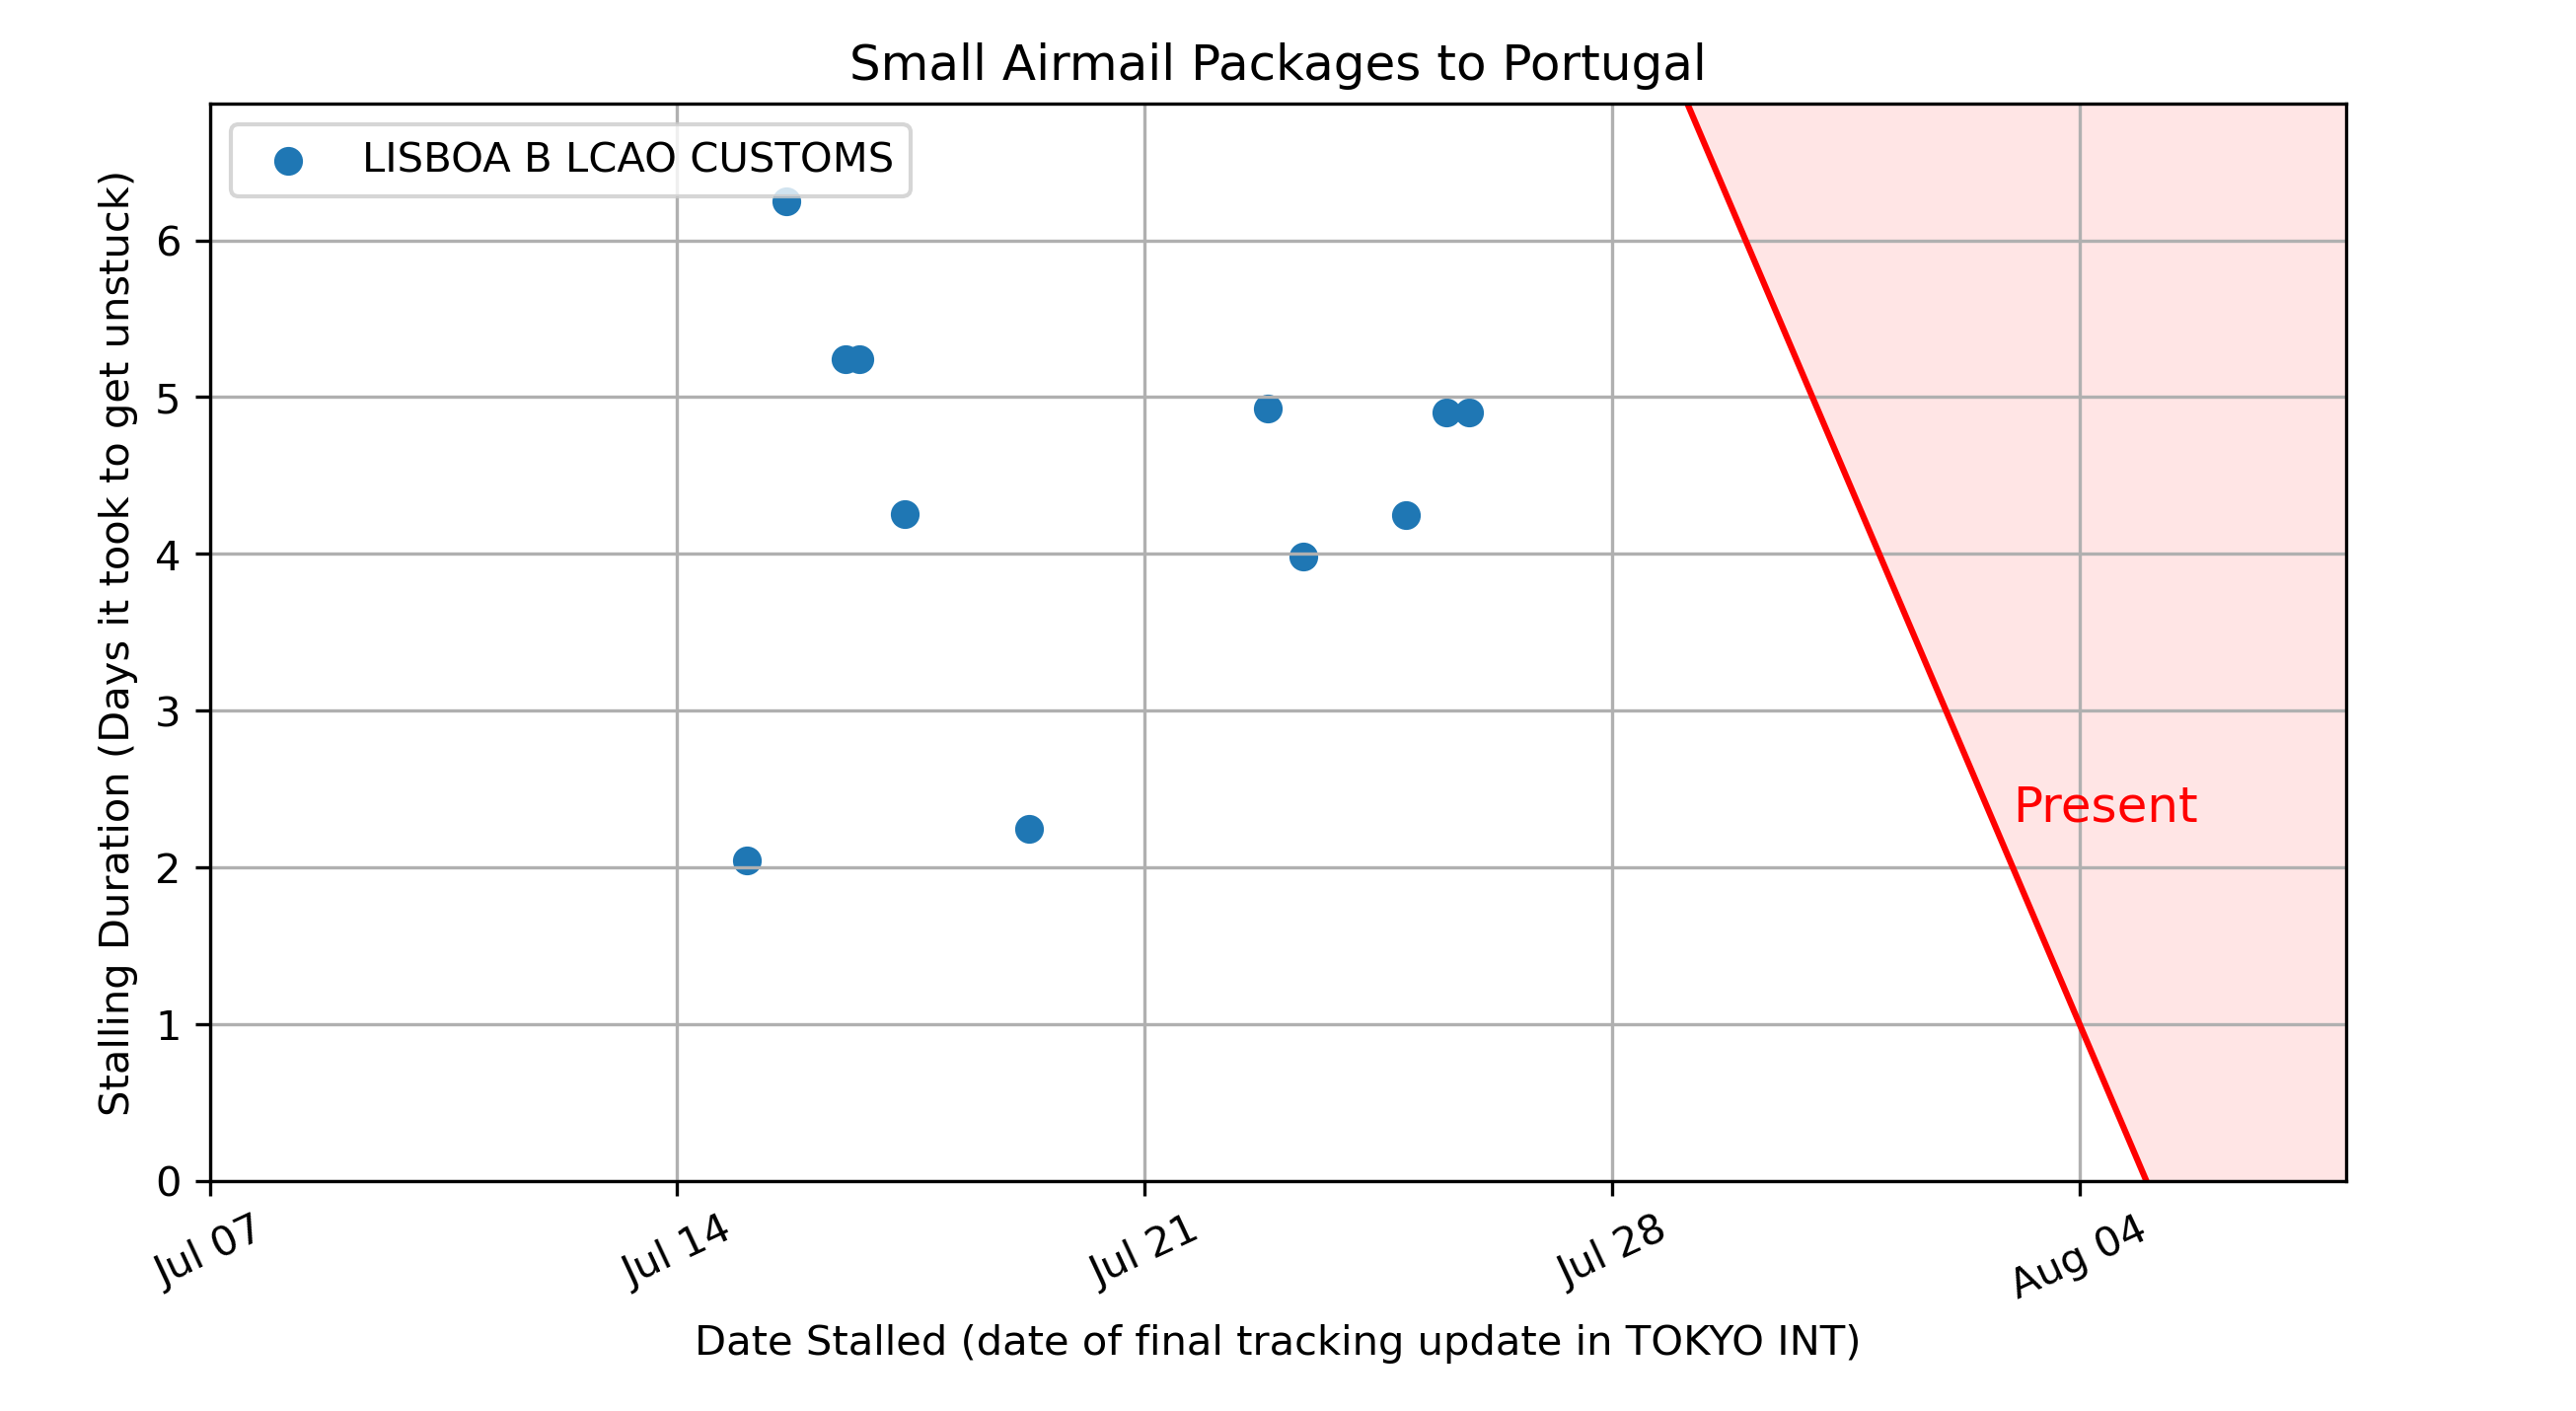 Small Airmail Packages to Portugal
LISBOA B LCAO CUSTOMS
Stalling Duration (Days it took to get unstuck)
6
5
4
3
2
1
0
Present
Jul 07
Jul 14
Jul 21
Jul 28
Aug 04
Date Stalled (date of final tracking update in TOKYO INT)